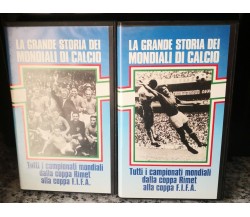 LA GRANDE STORIA DEI
MONDIALI DI CALCIO
Tutti i campionati mondiali
dalla coppa Rimet
alla coppa F.I.F.A.
LA GRANDE STORIA DEI
MONDIALI DI CALCIO
Tutti i campionati mondiali
dalla coppa Rimet
alla coppa F.I.F.A.